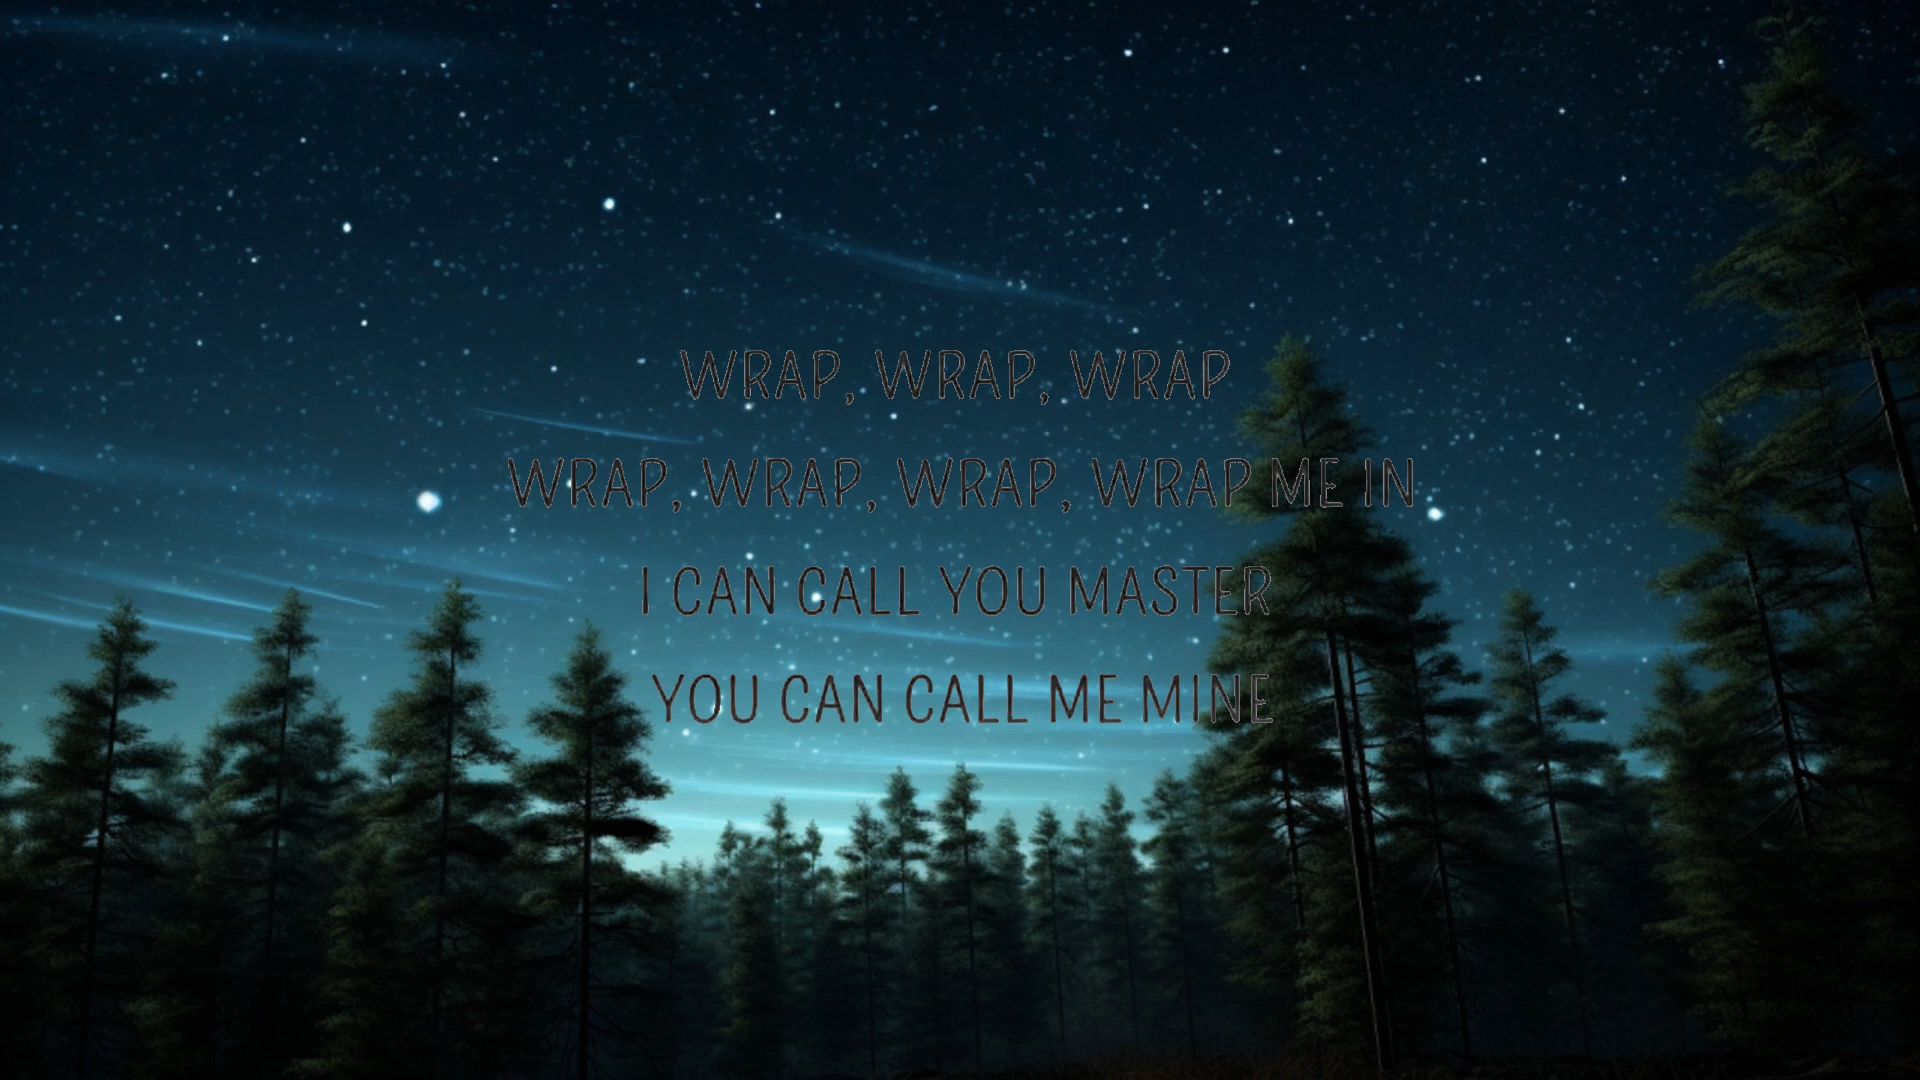 WRAP, WRAP, WRAP
WRAP, WRAP, WRAP, WRAP ME IN
I CAN CALL YOU MASTER
YOU CAN CALL ME MINE